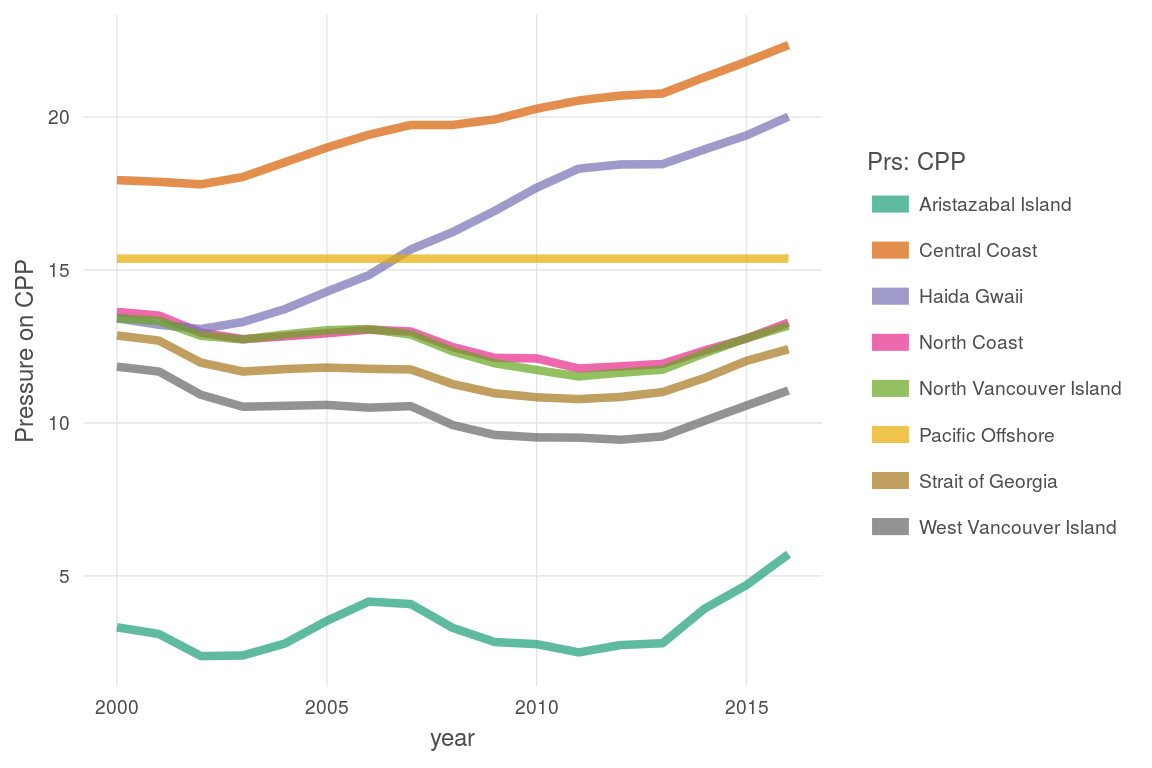 Pressure on CPP
20
15
10
5
2000
2005
2010
2015
year
Prs: CPP
Aristazabal Island
Central Coast
Haida Gwaii
North Coast
North Vancouver Island
Pacific Offshore
Strait of Georgia
West Vancouver Island